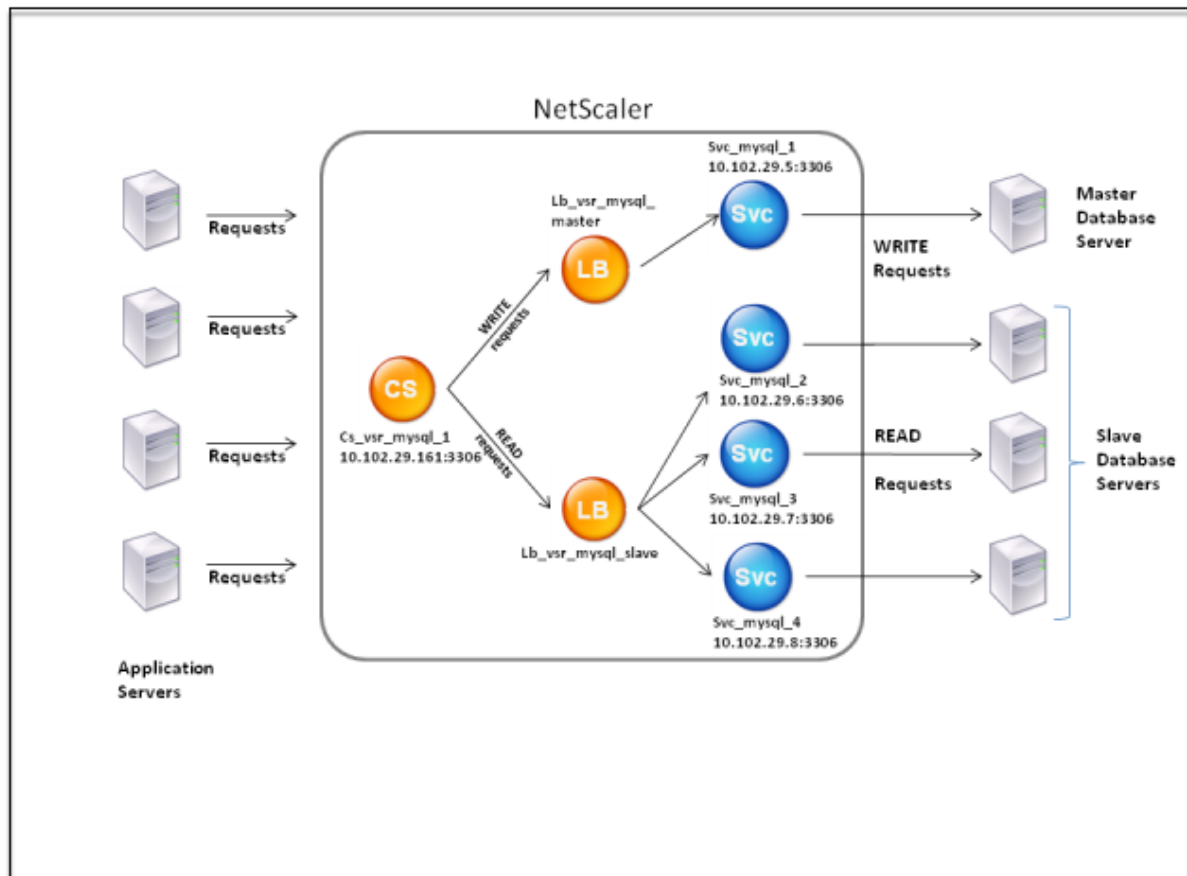 NetScaler
Requests
Requests
Requests
Requests
Application
Servers
CS
Cs_vsr_mysql_1
10.102.29.161:3306
WRITE
requests
READ
requests
Lb_vsr_mysql_
master
LB
LB
Lb_vsr_mysql_slave
Svc_mysql_1
10.102.29.5:3306
Svc
Svc
Svc_mysql_2
10.102.29.6:3306
Svc
Svc_mysql_3
10.102.29.7:3306
Svc
Svc_mysql_4
10.102.29.8:3306
WRITE
Requests
READ
Requests
Master
Database
Server
Slave
Database
Servers